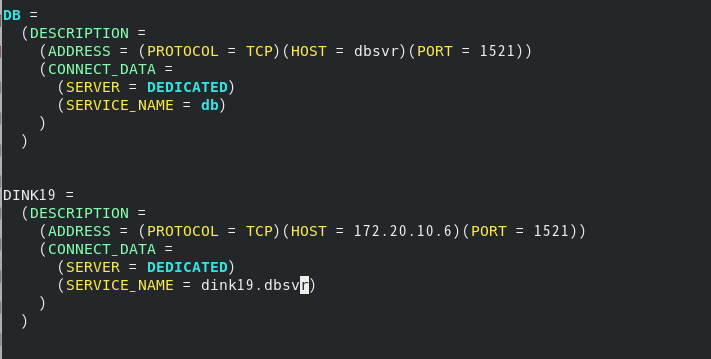 DB =
  (DESCRIPTION =
    (ADDRESS = (PROTOCOL = TCP)(HOST = dbsvr)(PORT = 1521))
    (CONNECT_DATA =
      (SERVER = DEDICATED)
      (SERVICE_NAME = db)
    )
  )
DINK19 =
  (DESCRIPTION =
    (ADDRESS = (PROTOCOL = TCP)(HOST = 172.20.10.6)(PORT = 1521))
    (CONNECT_DATA =
      (SERVER = DEDICATED)
      (SERVICE_NAME = dink19.dbsvr)
    )
  )